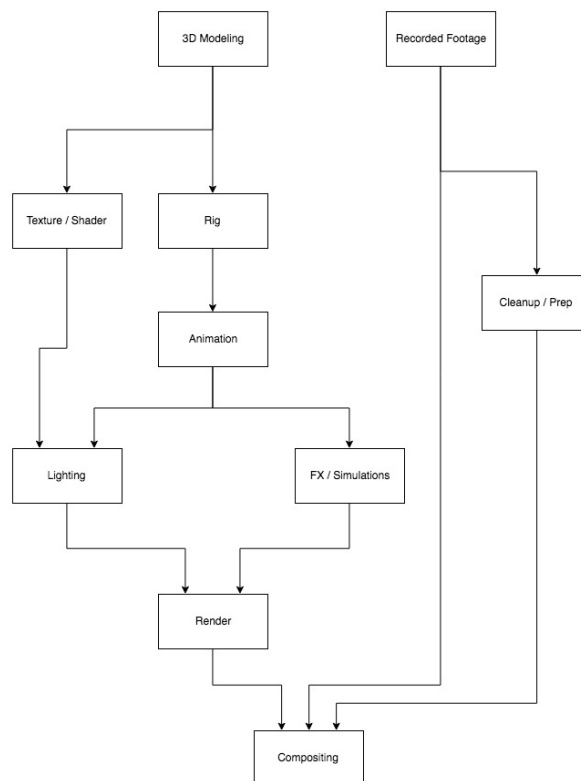 3D Modeling
Recorded Footage
Texture / Shader
Rig
Cleanup / Prep
Animation
Lighting
FX / Simulations
Render
Compositing